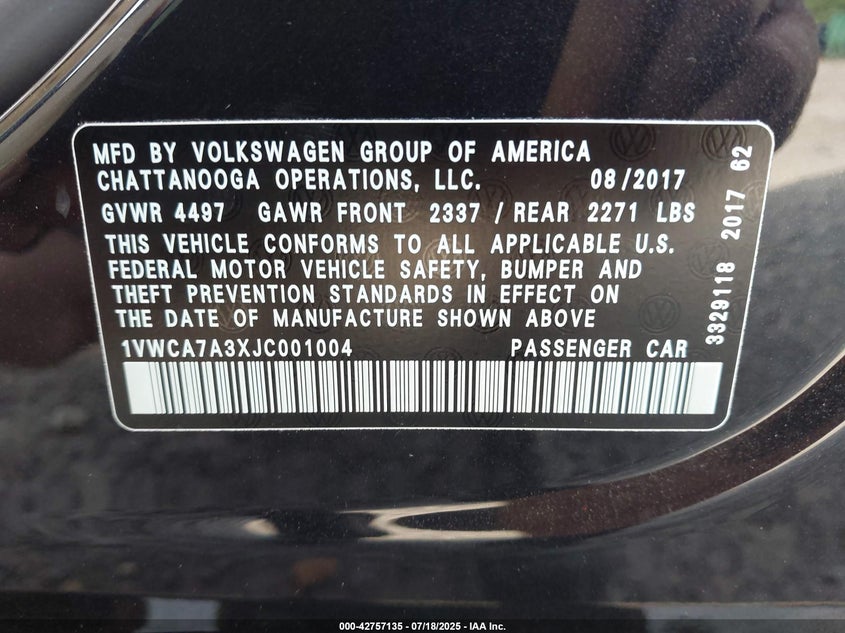 MFD BY VOLKSWAGEN GROUP OF AMERICA
CHATTANOOGA OPERATIONS, LLC. 08/2017
GVWR 4497 GAWR FRONT 2337 / REAR 2271 LBS
THIS VEHICLE CONFORMS TO ALL APPLICABLE U.S.
FEDERAL MOTOR VEHICLE SAFETY, BUMPER AND
THEFT PREVENTION STANDARDS IN EFFECT ON
THE DATE OF MANUFACTURE SHOWN ABOVE
1VWCA7A3XJC001004 PASSENGER CAR
3329118 2017 62
000-42757135 - 07/18/2025 - IAA Inc.